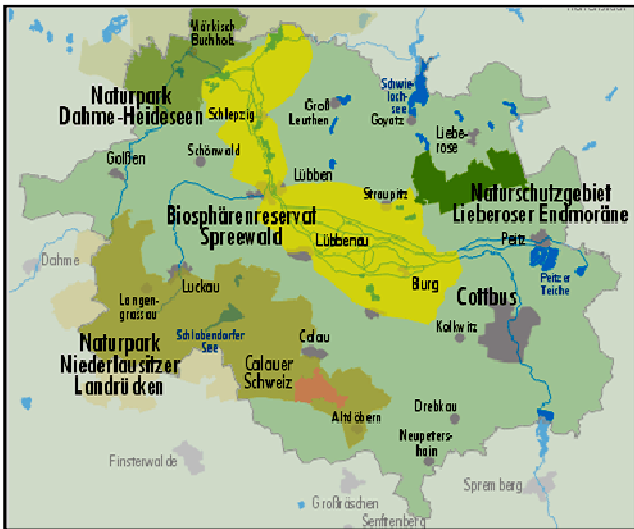 Märkisch
Buchholz
Naturpark
Dahme-Heideseen
Schlepzig
Groß
Leuthen
Schwie-
loch-
see
Goyatz
Liebe-
rose
Golßen
Schönwald
Lübben
Straupitz
Naturschutzgebiet
Lieberoser Endmoräne
Biosphärenreservat
Spreewald
Lübbenau
Peitz
Dahme
Luckau
Burg
Peitzer
Teiche
Langen-
grassau
Cottbus
Schlabendorfer
See
Kolkwitz
Naturpark
Niederlausitzer
Landrücken
Calau
Calauer
Schweiz
Altdöbern
Drebkau
Neupeters-
hain
Finsterwalde
Spremberg
Großräschen
Senftenberg